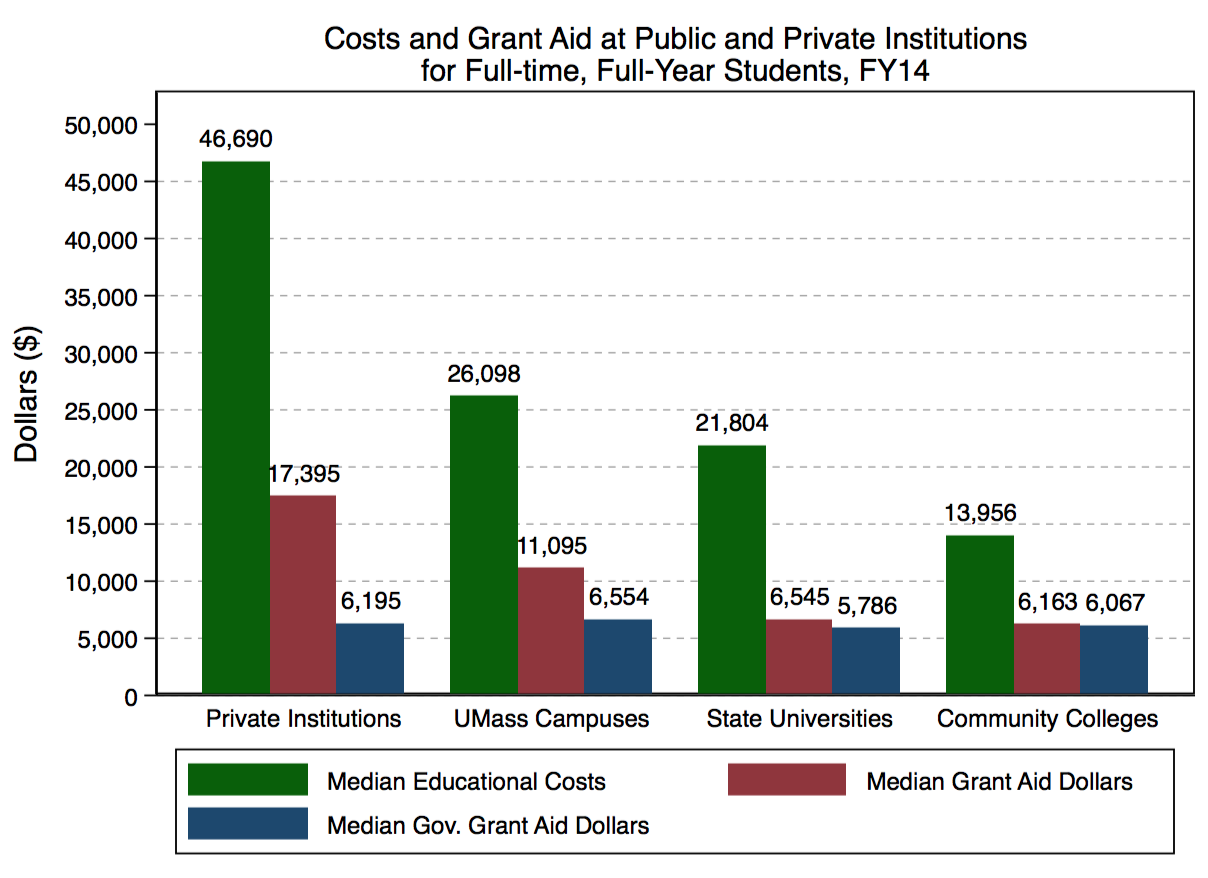 Costs and Grant Aid at Public and Private Institutions
for Full-time, Full-Year Students, FY14
Dollars ($)
50,000
45,000
40,000
35,000
30,000
25,000
20,000
15,000
10,000
5,000
0
46,690
17,395
6,195
26,098
11,095
6,554
21,804
6,545
5,786
13,956
6,163
6,067
Private Institutions
UMass Campuses
State Universities
Community Colleges
Median Educational Costs
Median Grant Aid Dollars
Median Gov. Grant Aid Dollars